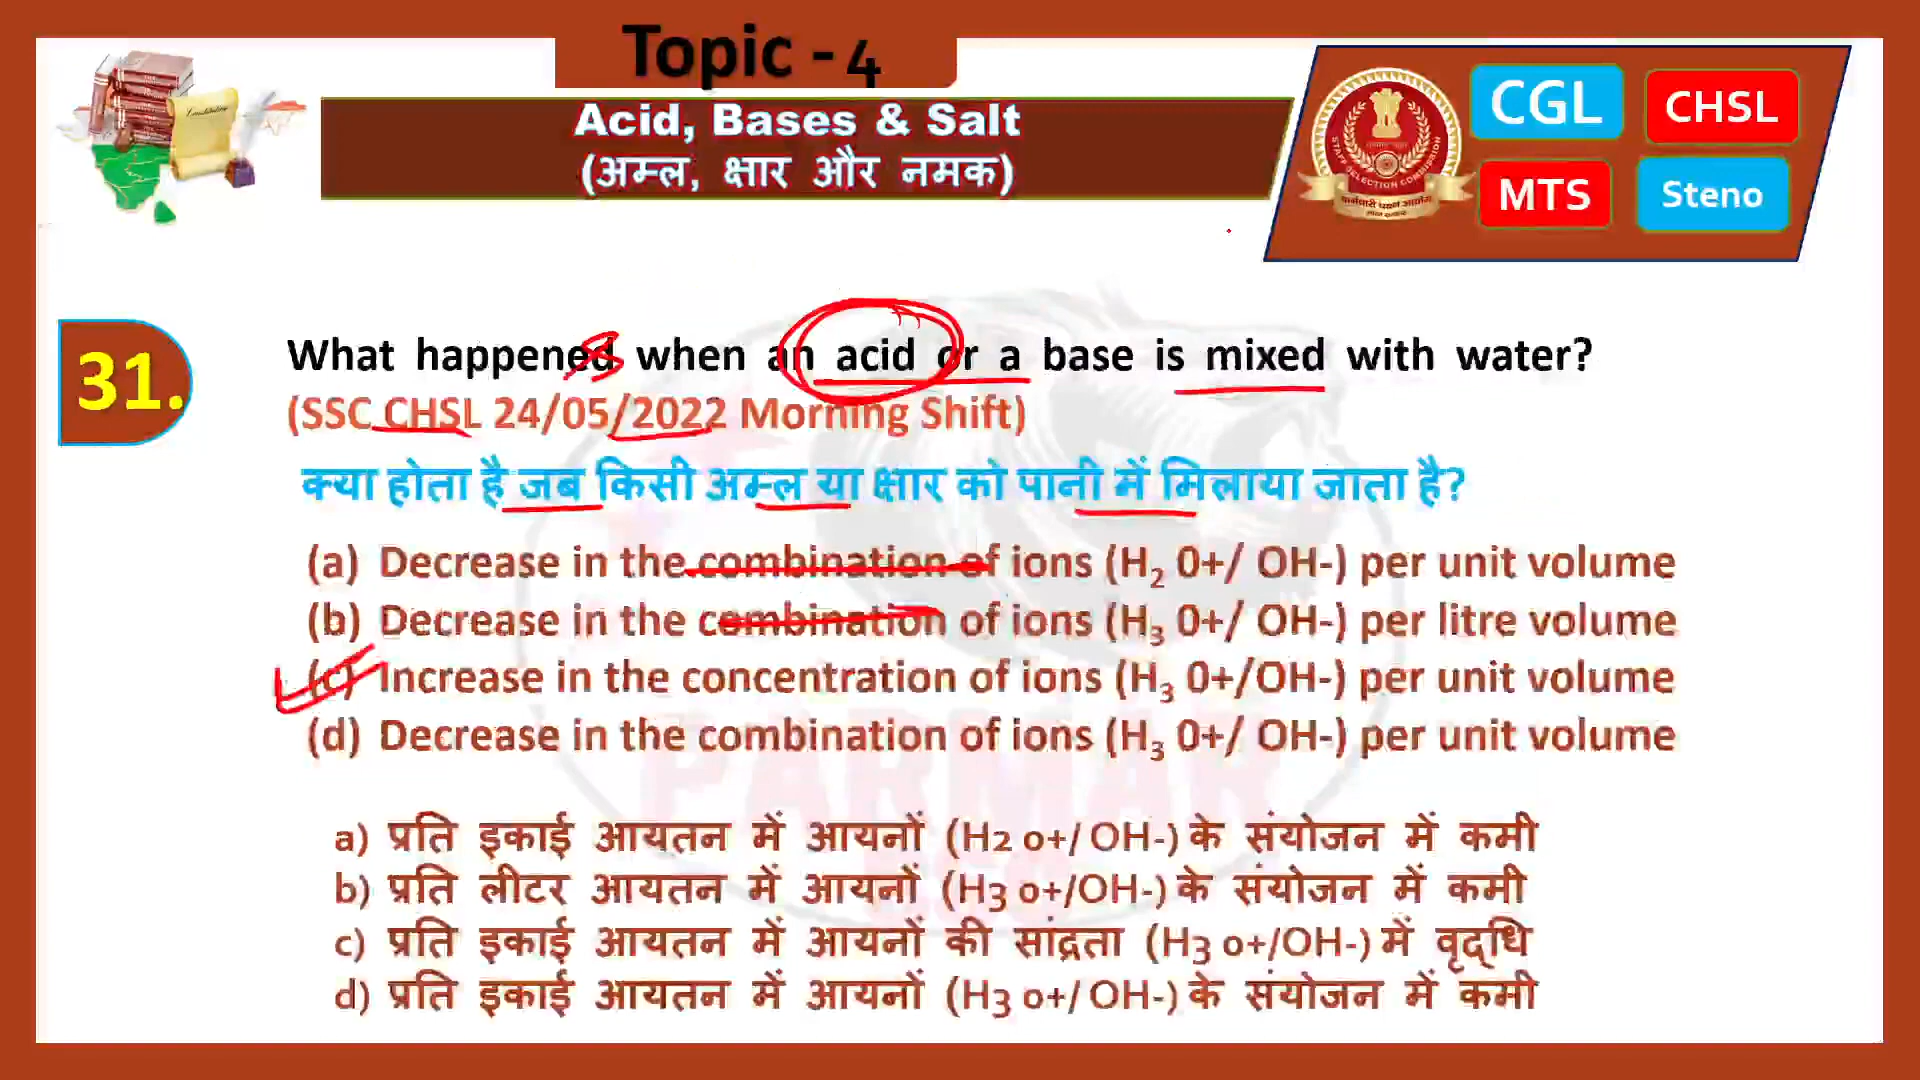 Topic - 4
Acid, Bases & Salt
(अम्ल, क्षार और नमक)
CGL
CHSL
MTS
Steno
STAFF SELECTION COMMISSION
31.
What happened when an acid or a base is mixed with water?
(SSC CHSL 24/05/2022 Morning Shift)
क्या होता है जब किसी अम्ल या क्षार को पानी में मिलाया जाता है?
(a) Decrease in the combination of ions (H2 0+/ OH-) per unit volume
(b) Decrease in the combination of ions (H3 0+/ OH-) per litre volume
(c) Increase in the concentration of ions (H3 0+/OH-) per unit volume
(d) Decrease in the combination of ions (H3 0+/ OH-) per unit volume
PARMAR
SSC
a) प्रति इकाई आयतन में आयनों (H2 o+/ OH-) के संयोजन में कमी
b) प्रति लीटर आयतन में आयनों (H3 o+/OH-) के संयोजन में कमी
c) प्रति इकाई आयतन में आयनों की सांद्रता (H3 o+/OH-) में वृद्धि
d) प्रति इकाई आयतन में आयनों (H3 o+/ OH-) के संयोजन में कमी